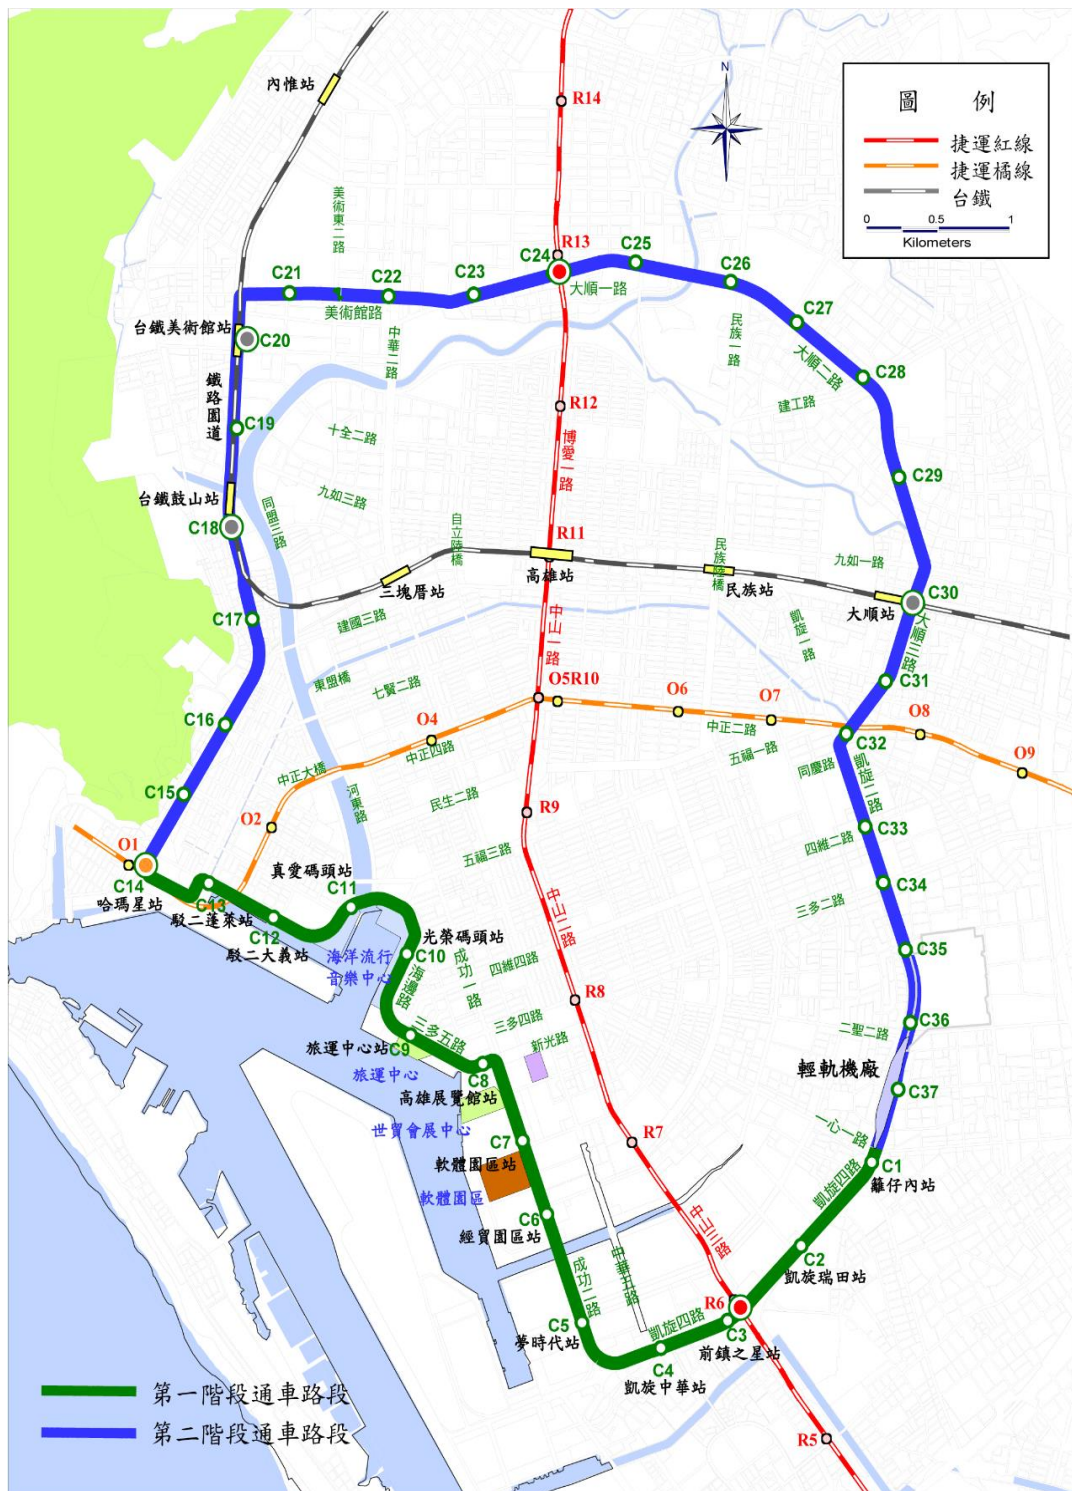 內惟站
R14
N
圖 例
捷運紅線
捷運橘線
台鐵
0 0.5 1
Kilometers
美術東二路
R13
C24
C25
C26
大順一路
C21
C22
C23
美術館路
台鐵美術館站
C20
中華二路
民族一路
C27
大順二路
C28
建工路
鐵路園道
C19
R12
十全二路
博愛一路
九如三路
台鐵鼓山站
C18
同盟三路
C29
自立陸橋
R11
高雄站
民族陸橋
九如一路
三塊厝站
民族站
大順站
C30
大順三路
C17
建國三路
中山一路
凱旋一路
東盟橋
七賢二路
O5R10
O6
O7
C31
O8
C16
O4
中正四路
中正二路
C32
五福一路
同慶路
凱旋二路
O9
中正大橋
C15
河東路
民生二路
R9
O2
C33
四維二路
O1
C14
哈瑪星站
五福三路
真愛碼頭站
C11
C13
駁二蓬萊站
C12
駁二大義站
中山二路
C34
三多二路
光榮碼頭站
C10
海洋流行
音樂中心
海邊路
成功一路
四維四路
C35
R8
三多四路
新光路
三多五路
C36
二聖二路
C9
旅運中心站
旅運中心
C8
高雄展覽館站
輕軌機廠
C37
世貿會展中心
C7
軟體園區站
R7
一心一路
C1
籬仔內站
軟體園區
C6
經貿園區站
凱旋四路
中山三路
C2
凱旋瑞田站
中華五路
成功二路
C5
夢時代站
R6
C3
前鎮之星站
凱旋四路
C4
凱旋中華站
第一階段通車路段
第二階段通車路段
R5